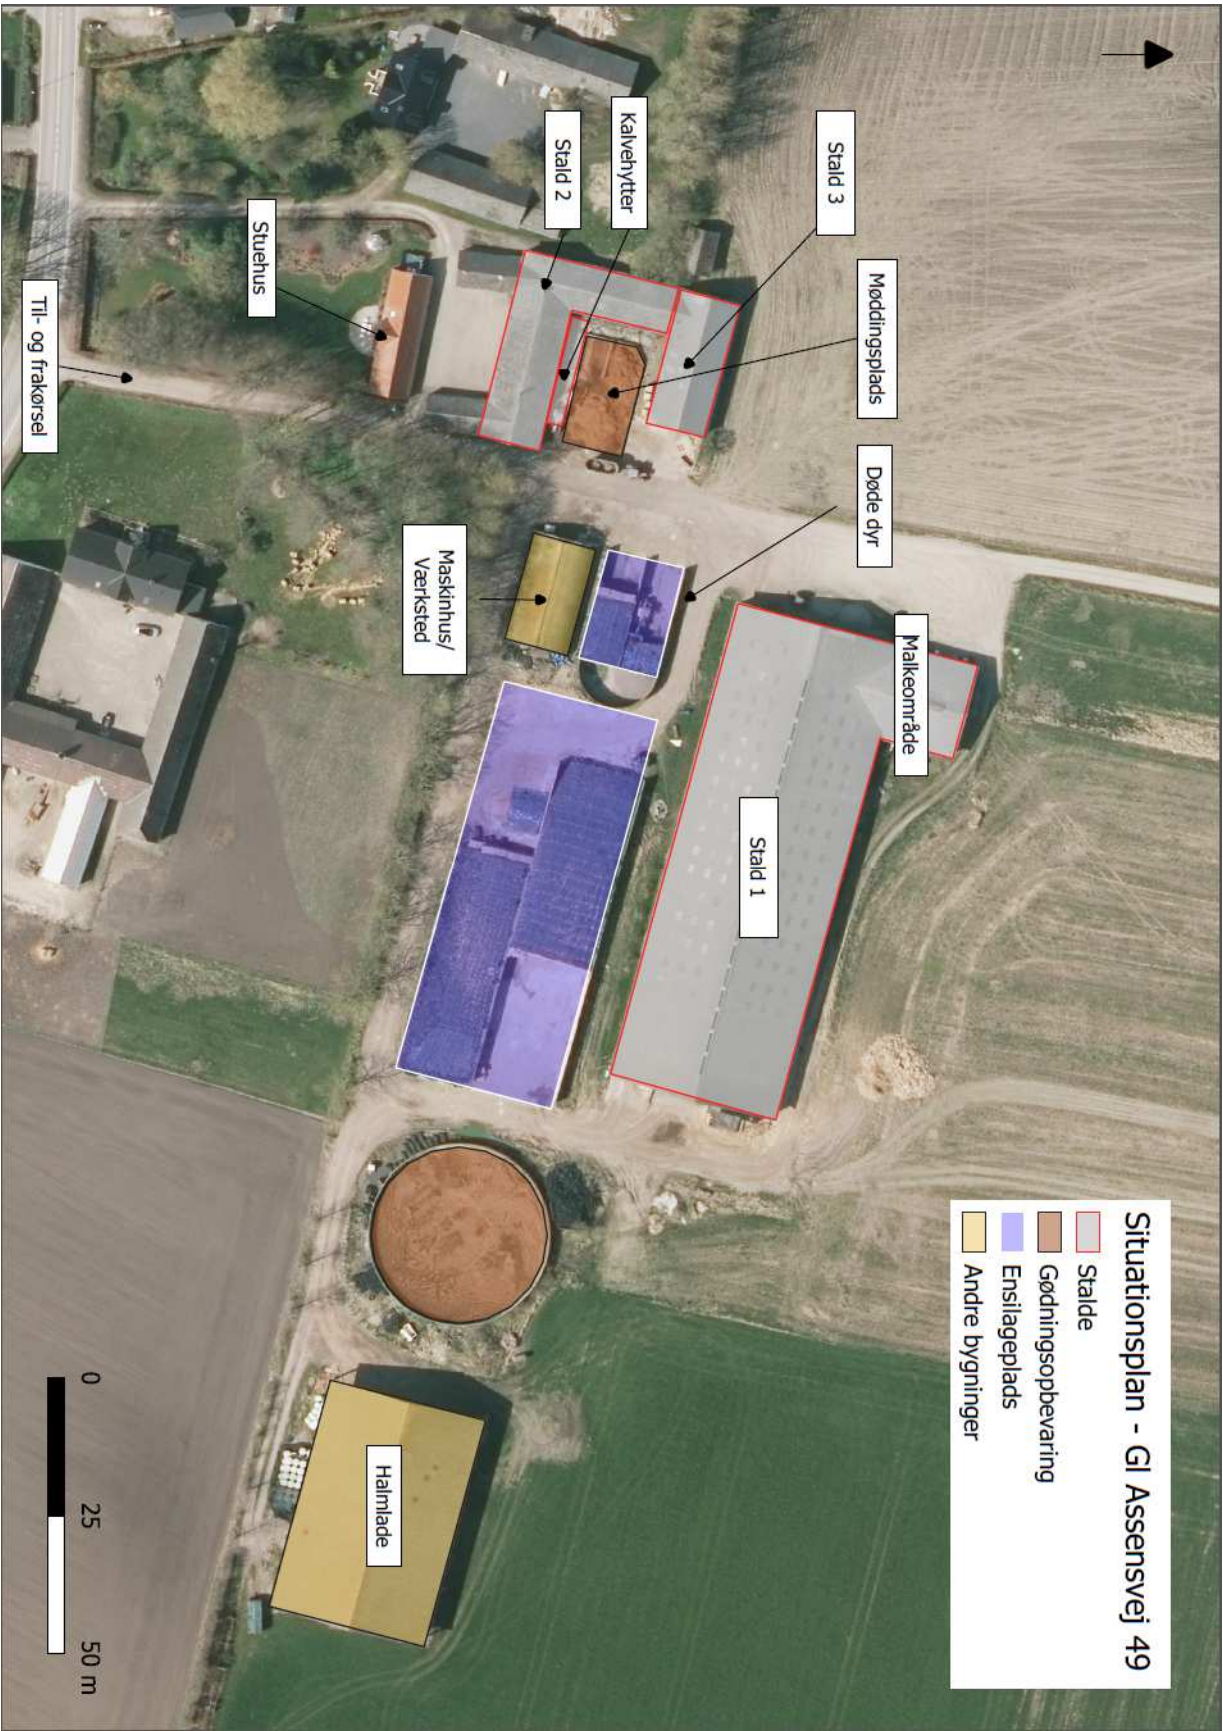 Situationsplan - Gl Assensvej 49
Stalde
Gødningsopbevaring
Ensilageplads
Andre bygninger
Stald 3
Møddingsplads
Døde dyr
Malkeområde
Stald 1
Kalvehytter
Stald 2
Stuehus
Til- og frakørsel
Maskinhus/
Værksted
Halmlade
0 25 50 m